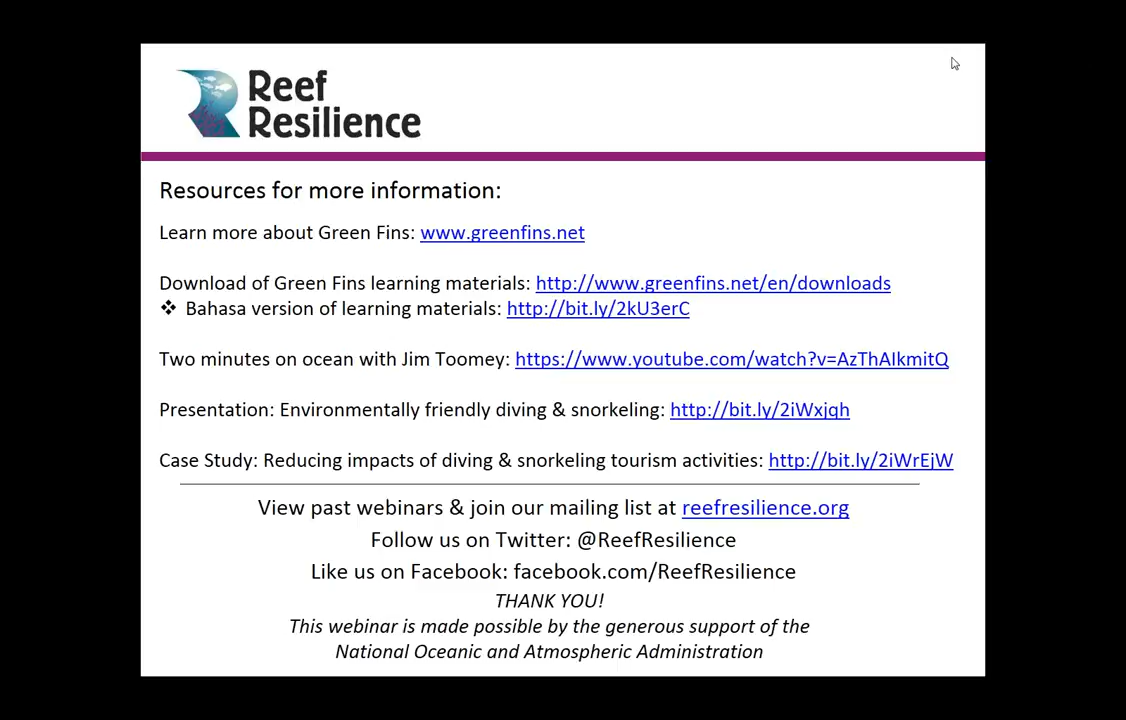 Reef
Resilience
Resources for more information:
Learn more about Green Fins: www.greenfins.net
Download of Green Fins learning materials: http://www.greenfins.net/en/downloads
❖ Bahasa version of learning materials: http://bit.ly/2kU3erC
Two minutes on ocean with Jim Toomey: https://www.youtube.com/watch?v=AzThAIkmitQ
Presentation: Environmentally friendly diving & snorkeling: http://bit.ly/2iWxjqh
Case Study: Reducing impacts of diving & snorkeling tourism activities: http://bit.ly/2iWrEjW
View past webinars & join our mailing list at reefresilience.org
Follow us on Twitter: @ReefResilience
Like us on Facebook: facebook.com/ReefResilience
THANK YOU!
This webinar is made possible by the generous support of the
National Oceanic and Atmospheric Administration